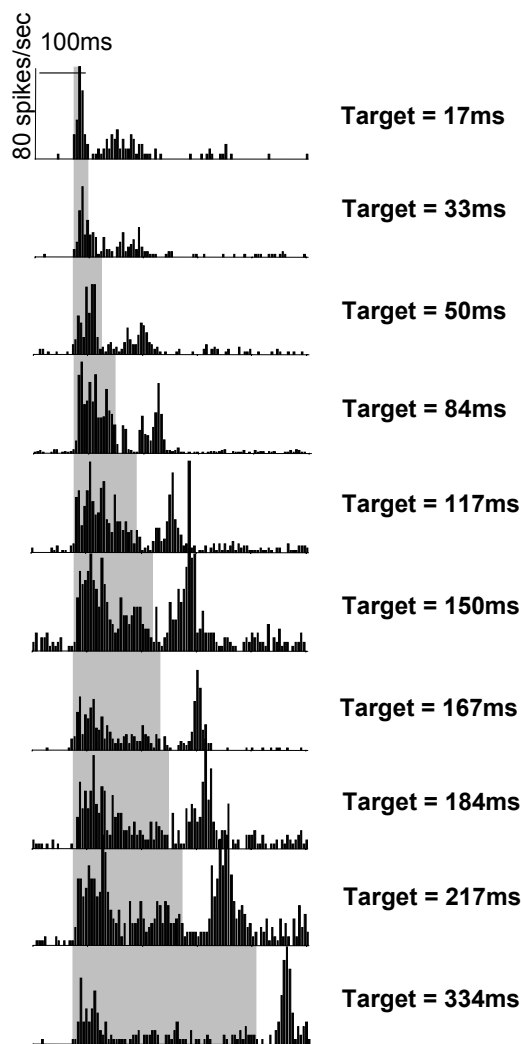 100ms
80 spikes/sec
Target = 17ms
Target = 33ms
Target = 50ms
Target = 84ms
Target = 117ms
Target = 150ms
Target = 167ms
Target = 184ms
Target = 217ms
Target = 334ms